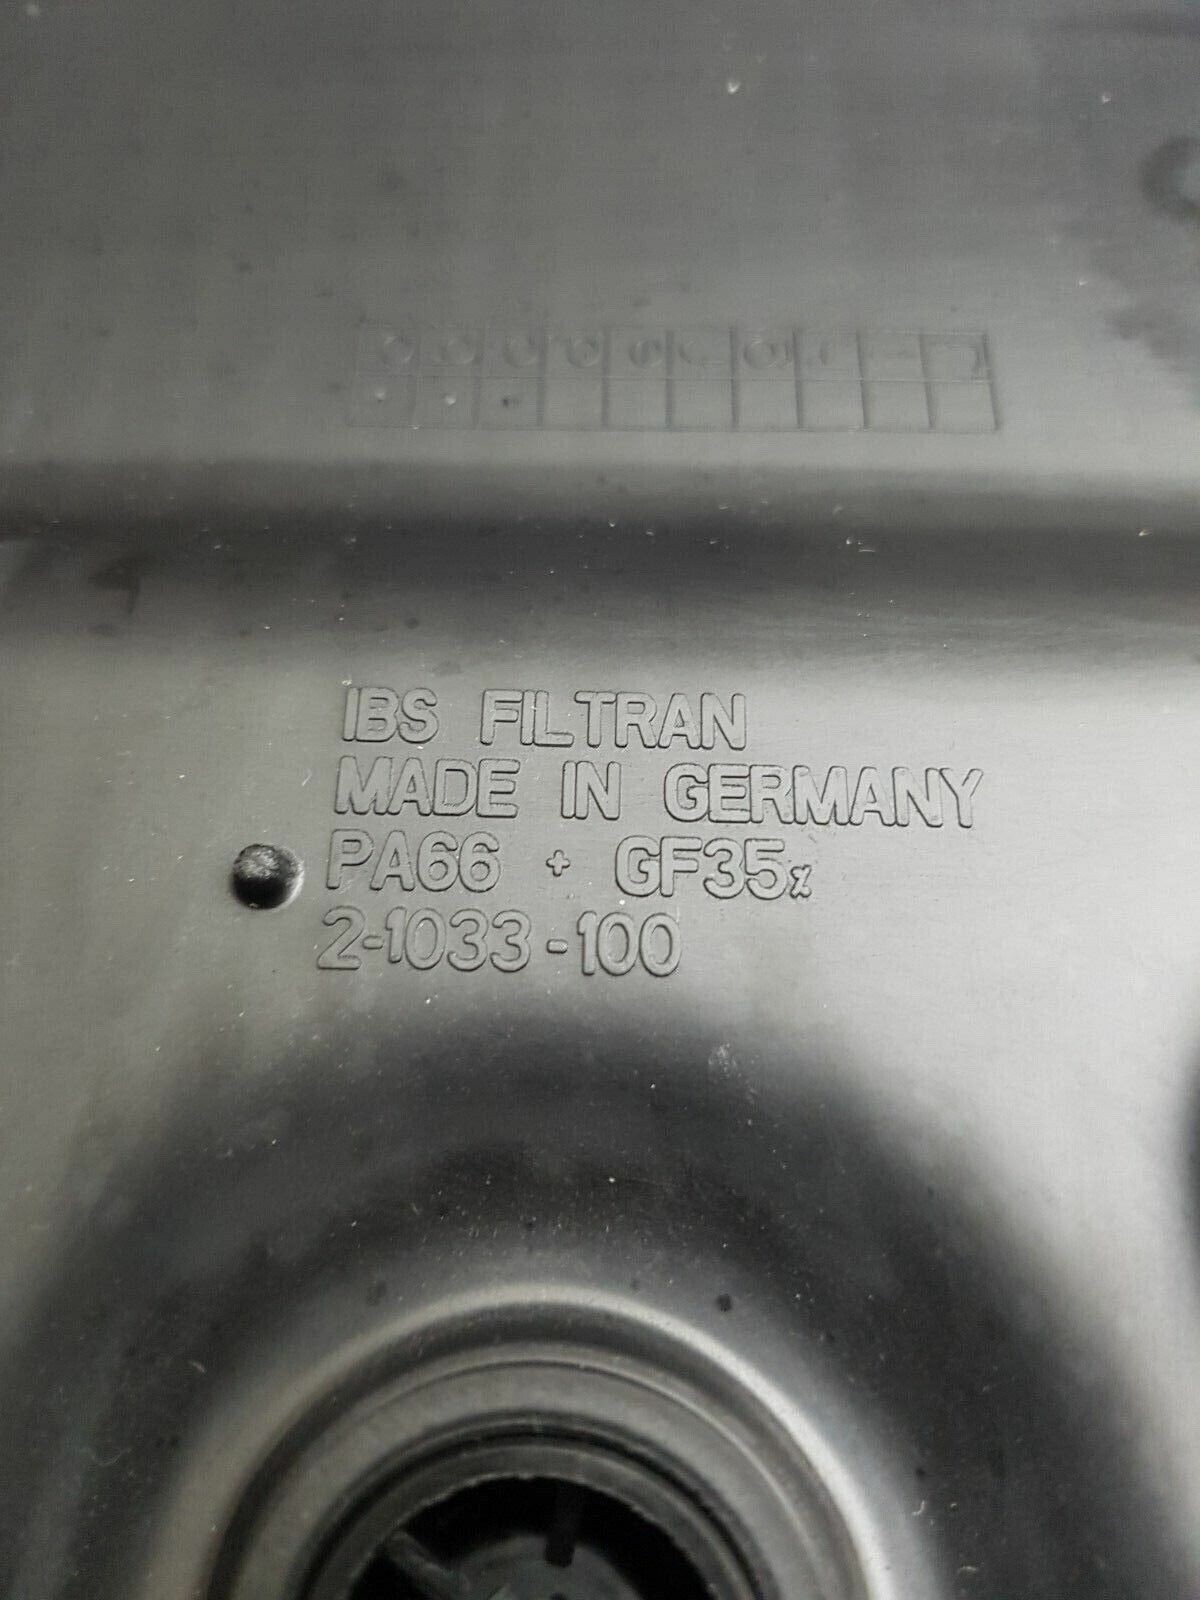 IBS FILTRAN
MADE IN GERMANY
PA66 + GF35%
2-1033-100